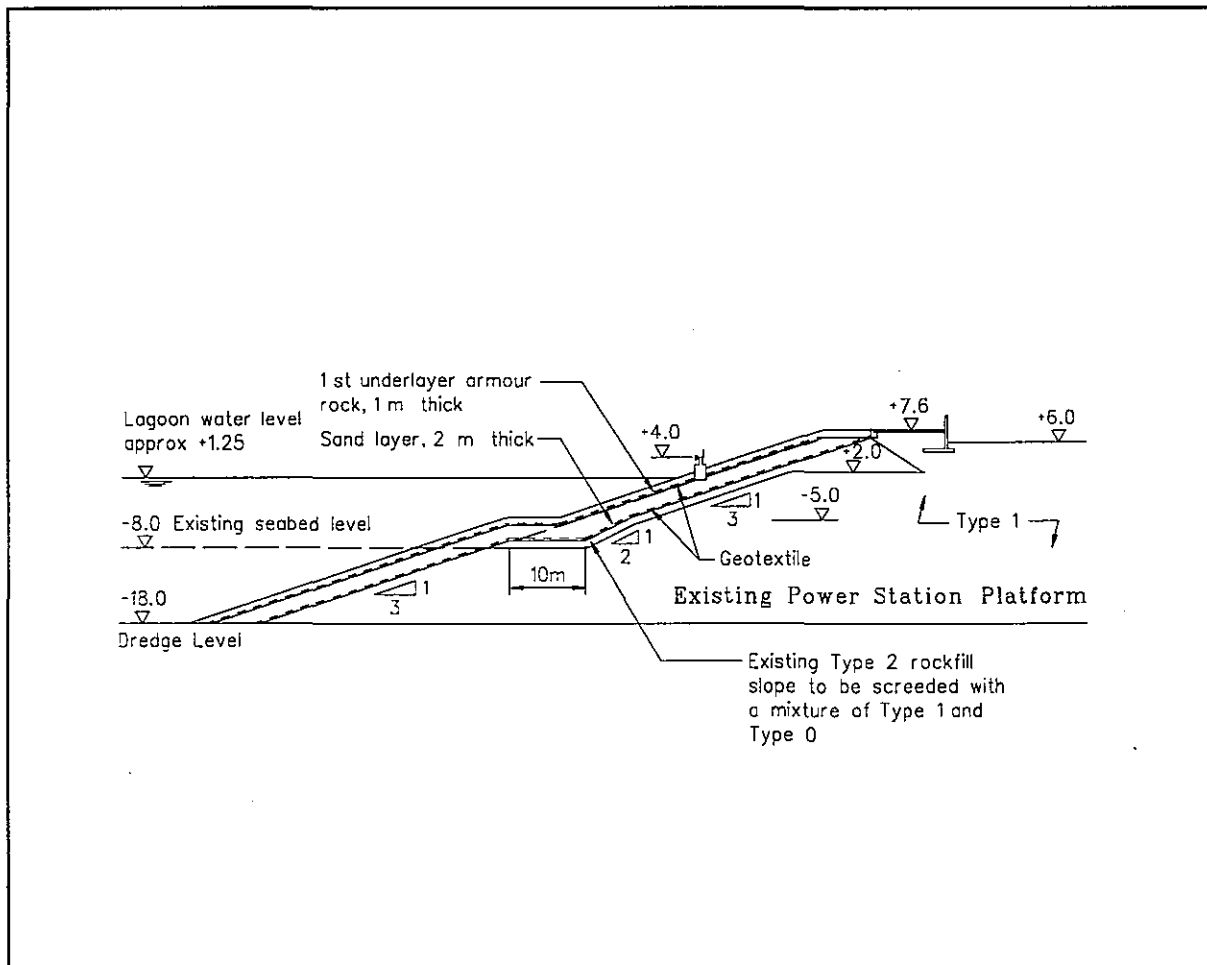 1 st underlayer armour
rock, 1 m thick
Sand layer, 2 m thick
Lagoon water level
approx +1.25
+4.0
+7.6
+6.0
+2.0
-5.0
1
3
Type 1
-8.0 Existing seabed level
1
2
Geotextile
10m
1
3
Existing Power Station Platform
-18.0
Dredge Level
Existing Type 2 rockfill
slope to be screeded with
a mixture of Type 1 and
Type 0